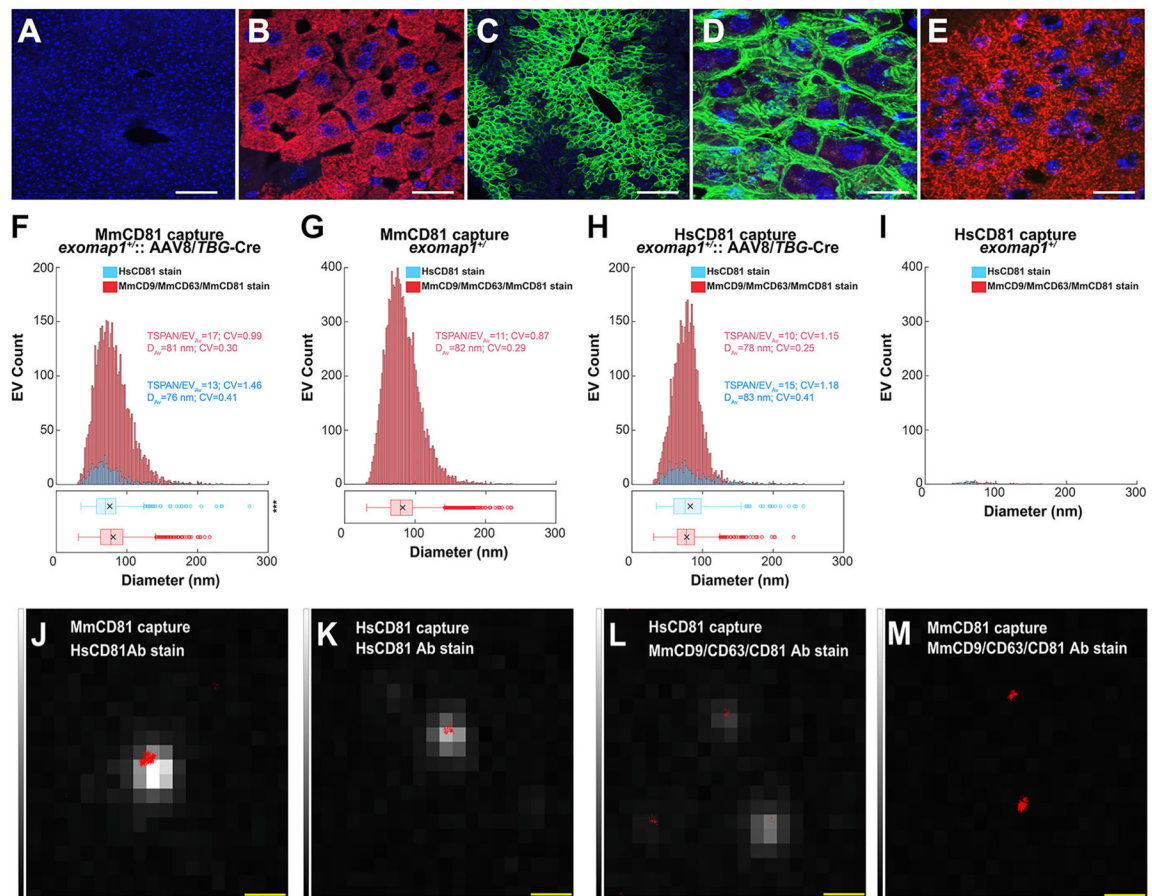 A
B
C
D
E
F
MmCD81 capture
exomap1+/:: AAV8/TBG-Cre
200
150
100
50
0
EV Count
HsCD81 stain
MmCD9/MmCD63/MmCD81 stain
TSPAN/EVAv=17; CV=0.99
DAv=81 nm; CV=0.30
TSPAN/EVAv=13; CV=1.46
DAv=76 nm; CV=0.41
***
0 100 200 300
Diameter (nm)
G
MmCD81 capture
exomap1+/
400
300
200
100
0
HsCD81 stain
MmCD9/MmCD63/MmCD81 stain
TSPAN/EVAv=11; CV=0.87
DAv=82 nm; CV=0.29
0 100 200 300
Diameter (nm)
H
HsCD81 capture
exomap1+/:: AAV8/TBG-Cre
200
150
100
50
0
EV Count
HsCD81 stain
MmCD9/MmCD63/MmCD81 stain
TSPAN/EVAv=10; CV=1.15
DAv=78 nm; CV=0.25
TSPAN/EVAv=15; CV=1.18
DAv=83 nm; CV=0.41
0 100 200 300
Diameter (nm)
I
HsCD81 capture
exomap1+/
400
300
200
100
0
HsCD81 stain
MmCD9/MmCD63/MmCD81 stain
0 100 200 300
Diameter (nm)
J
MmCD81 capture
HsCD81Ab stain
K
HsCD81 capture
HsCD81 Ab stain
L
HsCD81 capture
MmCD9/CD63/CD81 Ab stain
M
MmCD81 capture
MmCD9/CD63/CD81 Ab stain